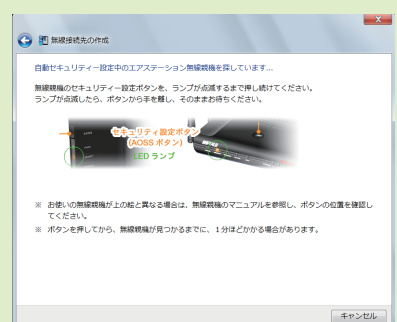 無線接続先の作成
自動セキュリティー設定中のエアステーション無線親機を探しています...
無線親機のセキュリティー設定ボタンを、ランプが点滅するまで押し続けてください。
ランプが点滅したら、ボタンから手を離し、そのままお待ちください。
セキュリティ設定ボタン
(AOSS ボタン)
LED ランプ
※ お使いの無線親機が上の絵と異なる場合は、無線親機のマニュアルを参照し、ボタンの位置を確認し
てください。
※ ボタンを押してから、無線親機が見つかるまでに、1分ほどかかる場合があります。
キャンセル